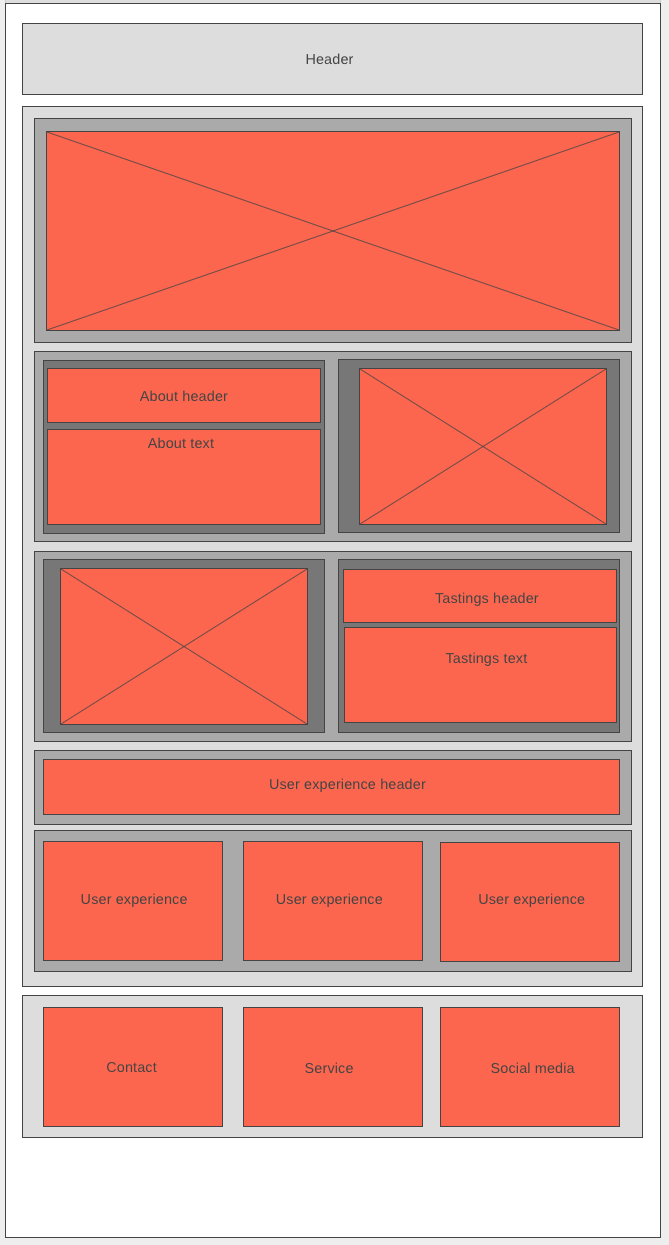 Header
About header
About text
Tastings header
Tastings text
User experience header
User experience
User experience
User experience
Contact
Service
Social media